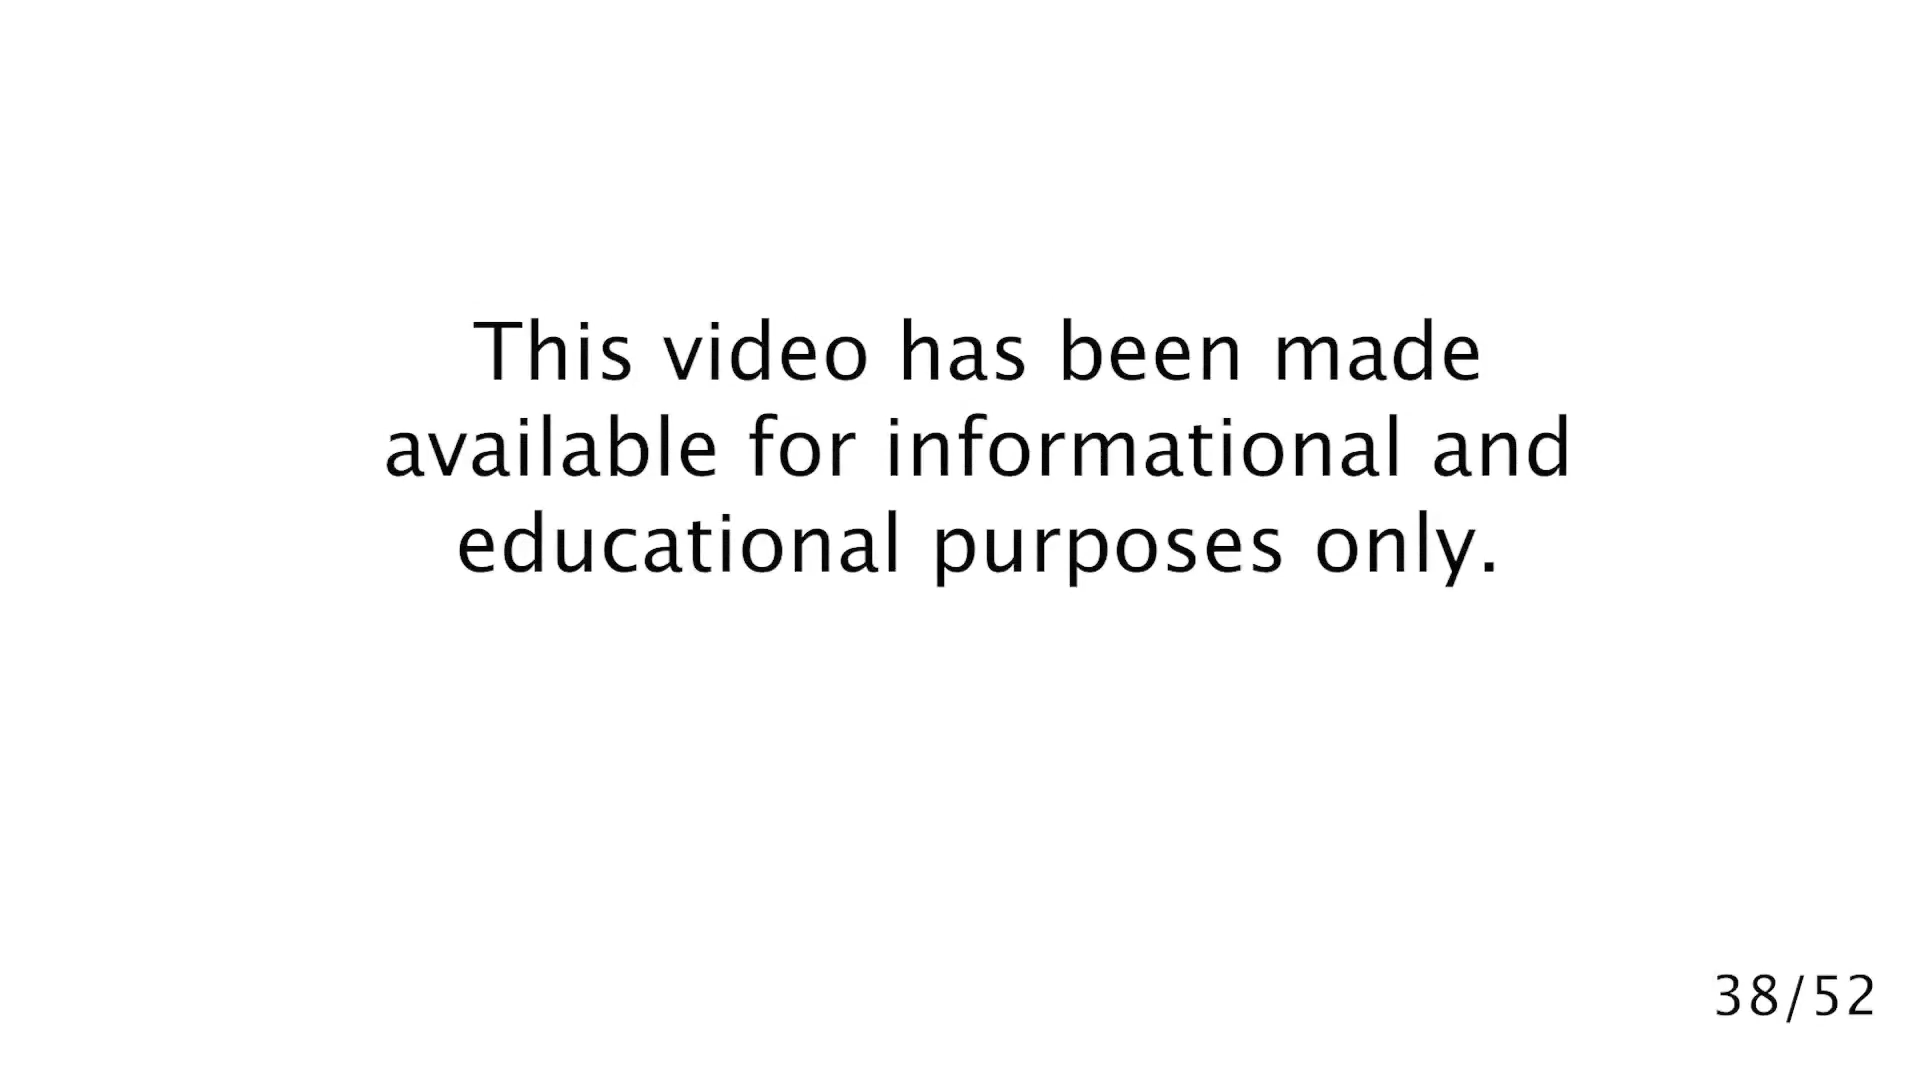 This video has been made
available for informational and
educational purposes only.
38/52